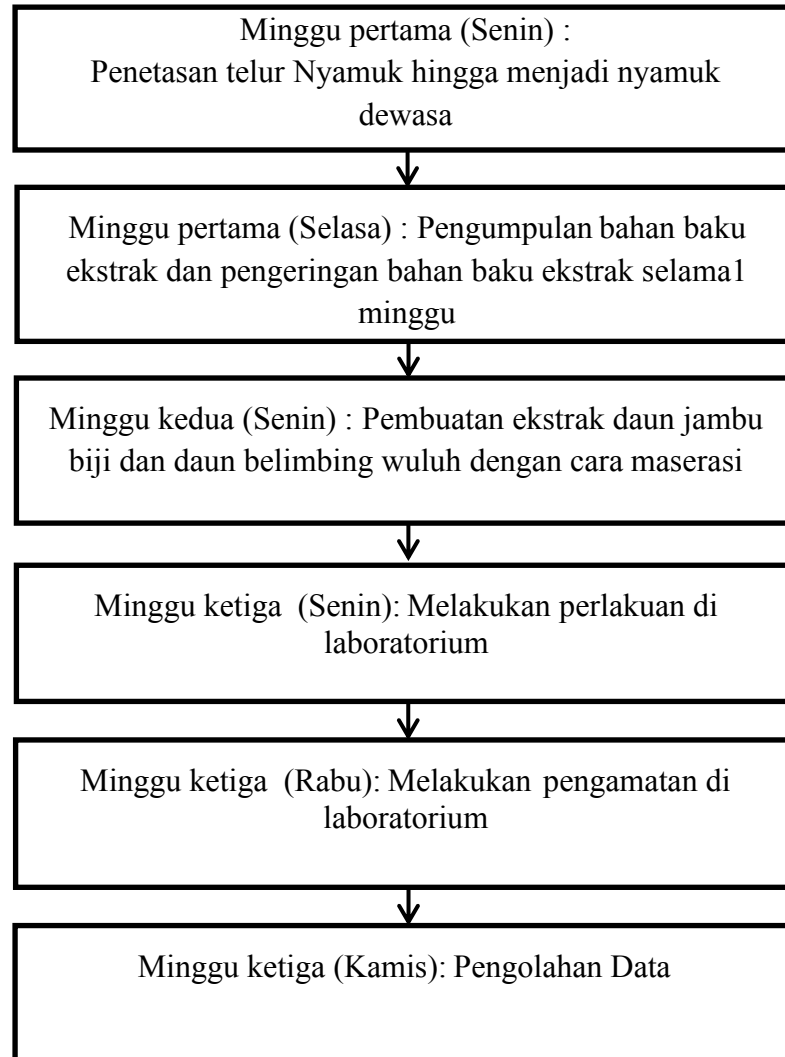 Minggu pertama (Senin) :
Penetasan telur Nyamuk hingga menjadi nyamuk
dewasa
Minggu pertama (Selasa) : Pengumpulan bahan baku
ekstrak dan pengeringan bahan baku ekstrak selama1
minggu
Minggu kedua (Senin) : Pembuatan ekstrak daun jambu
biji dan daun belimbing wuluh dengan cara maserasi
Minggu ketiga (Senin): Melakukan perlakuan di
laboratorium
Minggu ketiga (Rabu): Melakukan pengamatan di
laboratorium
Minggu ketiga (Kamis): Pengolahan Data